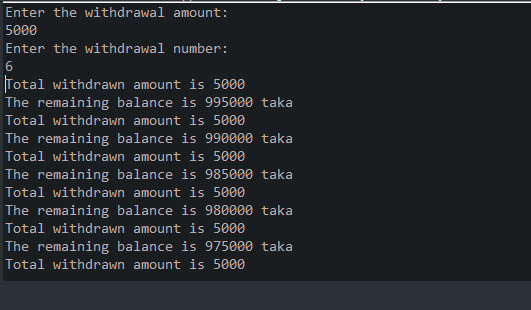 Enter the withdrawal amount:
5000
Enter the withdrawal number:
6
Total withdrawn amount is 5000
The remaining balance is 995000 taka
Total withdrawn amount is 5000
The remaining balance is 990000 taka
Total withdrawn amount is 5000
The remaining balance is 985000 taka
Total withdrawn amount is 5000
The remaining balance is 980000 taka
Total withdrawn amount is 5000
The remaining balance is 975000 taka
Total withdrawn amount is 5000